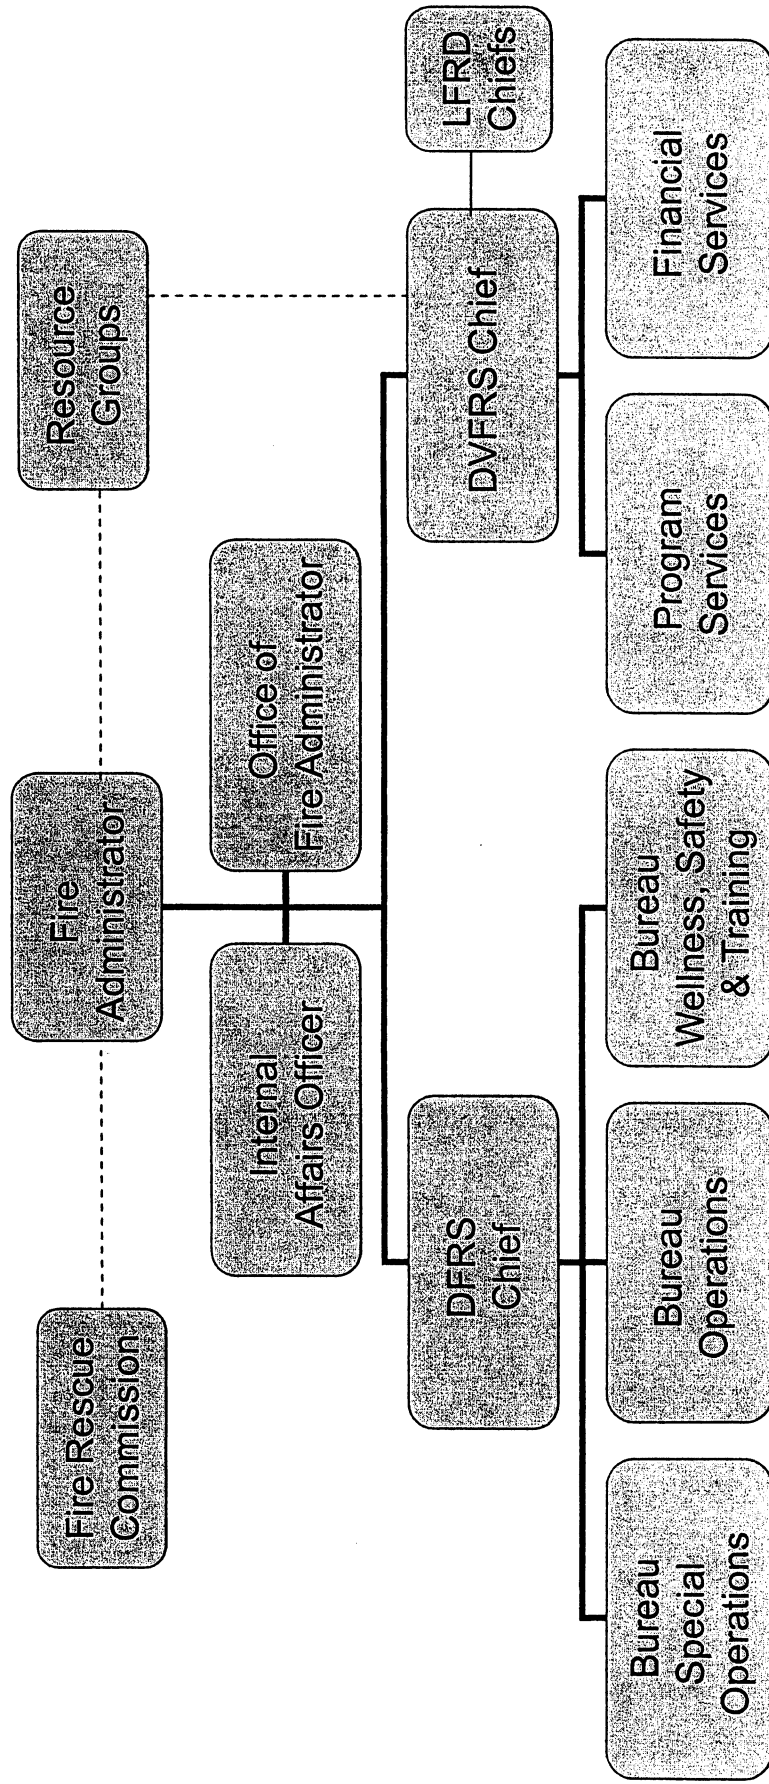 Fire Rescue
Commission
Fire
Administrator
Resource
Groups
Internal
Affairs Officer
Office of
Fire Administrator
DFRS
Chief
DVFRS Chief
LFRD
Chiefs
Bureau
Special
Operations
Bureau
Operations
Bureau
Wellness, Safety
& Training
Program
Services
Financial
Services